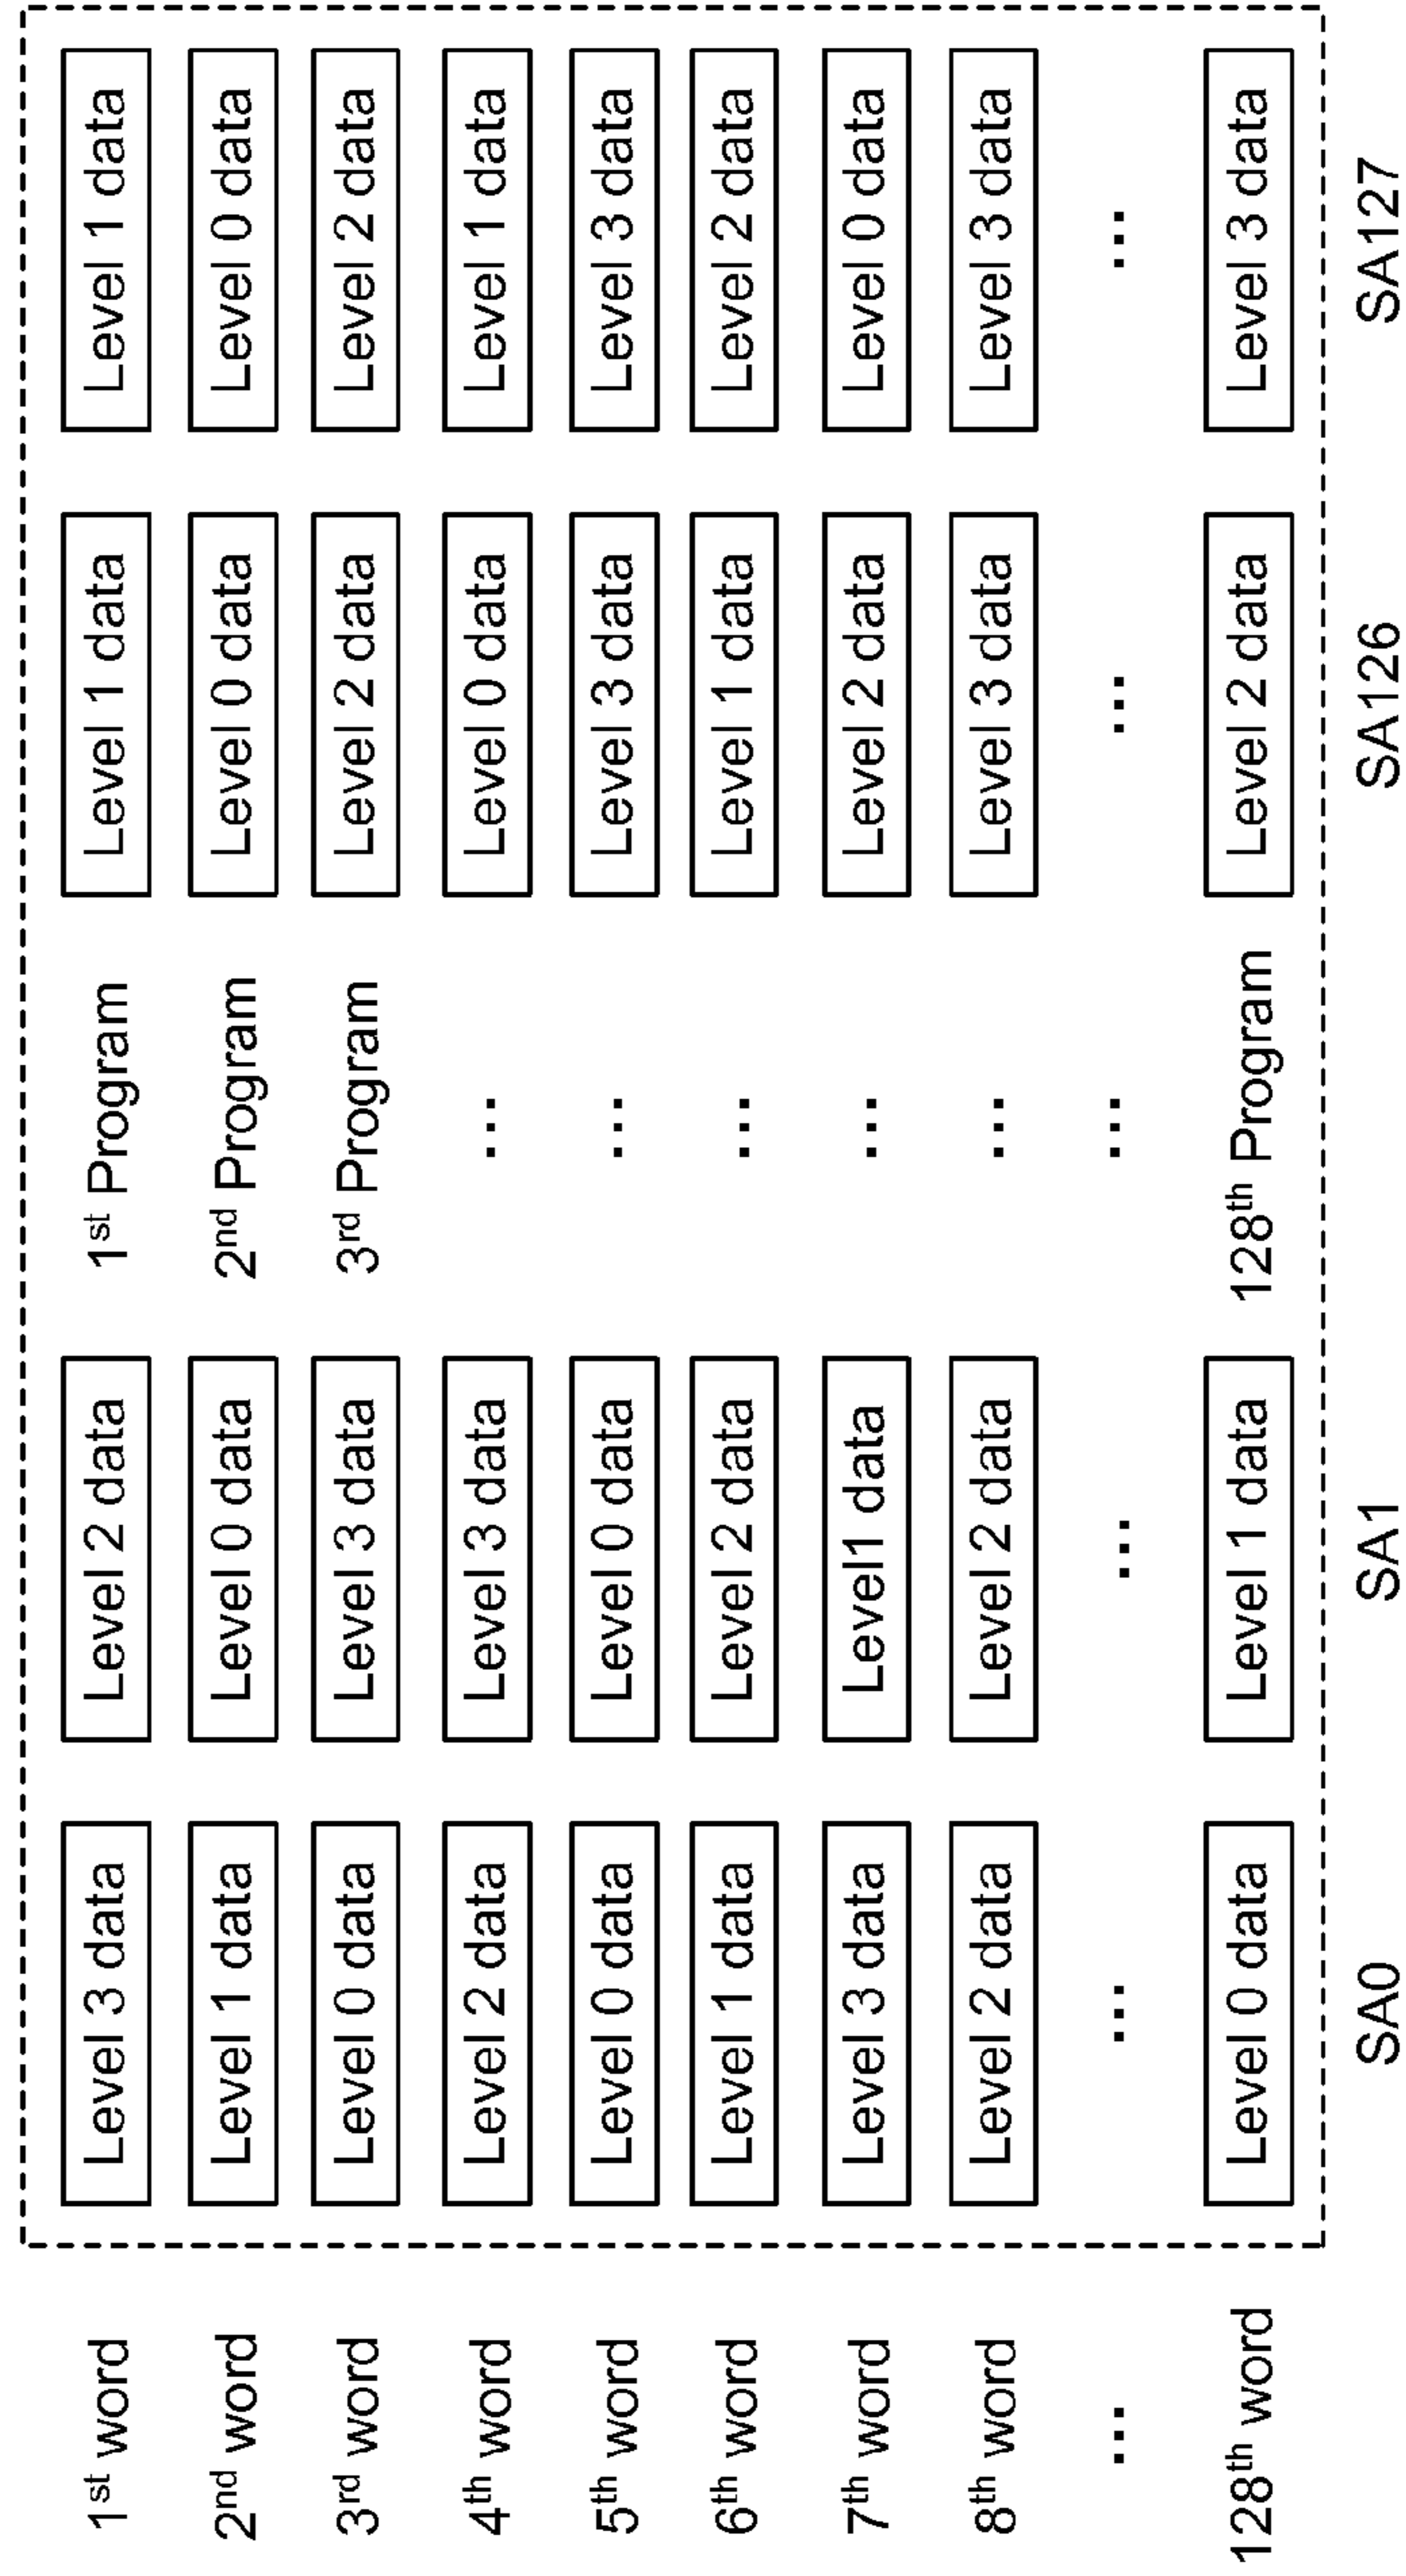 1st word Level 3 data Level 2 data 1st Program Level 1 data Level 1 data
2nd word Level 1 data Level 0 data 2nd Program Level 0 data Level 0 data
3rd word Level 0 data Level 3 data 3rd Program Level 2 data Level 2 data
4th word Level 2 data Level 3 data ... Level 0 data Level 1 data
5th word Level 0 data Level 0 data ... Level 3 data Level 3 data
6th word Level 1 data Level 2 data ... Level 1 data Level 2 data
7th word Level 3 data Level1 data ... Level 2 data Level 0 data
8th word Level 2 data Level 2 data ... Level 3 data Level 3 data
... ... ... ... ... ...
128th word Level 0 data Level 1 data 128th Program Level 2 data Level 3 data
SA0 SA1 SA126 SA127